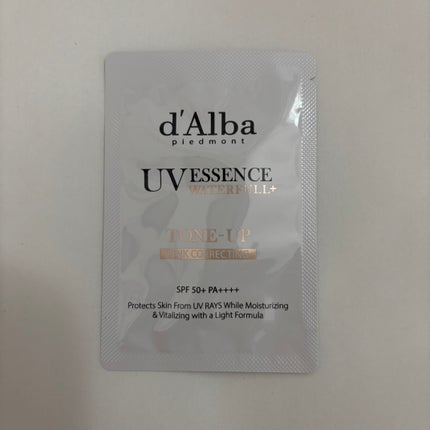 d'Alba
piedmont
UV ESSENCE
WATERFULL+
TONE-UP
PINK CORRECTING
SPF 50+ PA++++
Protects Skin From UV RAYS While Moisturizing
& Vitalizing with a Light Formula